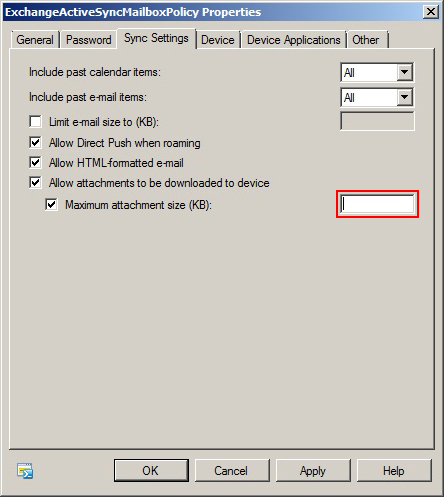 ExchangeActiveSyncMailboxPolicy Properties
General Password Sync Settings Device Device Applications Other
Include past calendar items: All
Include past e-mail items: All
Limit e-mail size to (KB):
Allow Direct Push when roaming
Allow HTML-formatted e-mail
Allow attachments to be downloaded to device
Maximum attachment size (KB):
OK Cancel Apply Help